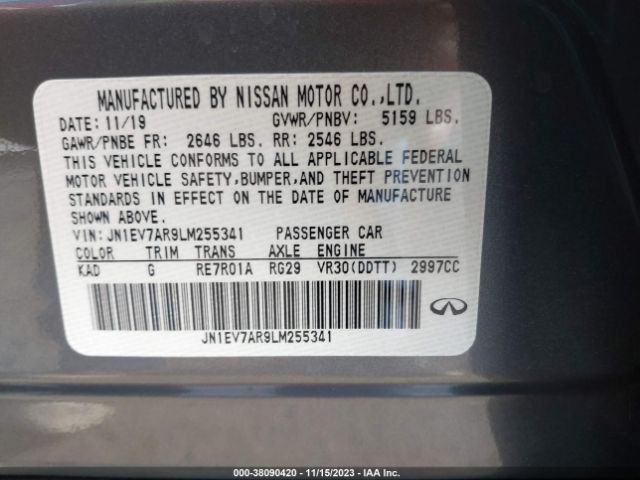 MANUFACTURED BY NISSAN MOTOR CO.,LTD.
DATE: 11/19 GVWR/PNBV: 5159 LBS.
GAWR/PNBE FR: 2646 LBS. RR: 2546 LBS.
THIS VEHICLE CONFORMS TO ALL APPLICABLE FEDERAL
MOTOR VEHICLE SAFETY,BUMPER,AND THEFT PREVENTION
STANDARDS IN EFFECT ON THE DATE OF MANUFACTURE
SHOWN ABOVE.
VIN: JN1EV7AR9LM255341 PASSENGER CAR
COLOR TRIM TRANS AXLE ENGINE
KAD G RE7R01A RG29 VR30(DDTT) 2997CC
JN1EV7AR9LM255341
000-38090420 - 11/15/2023 - IAA Inc.